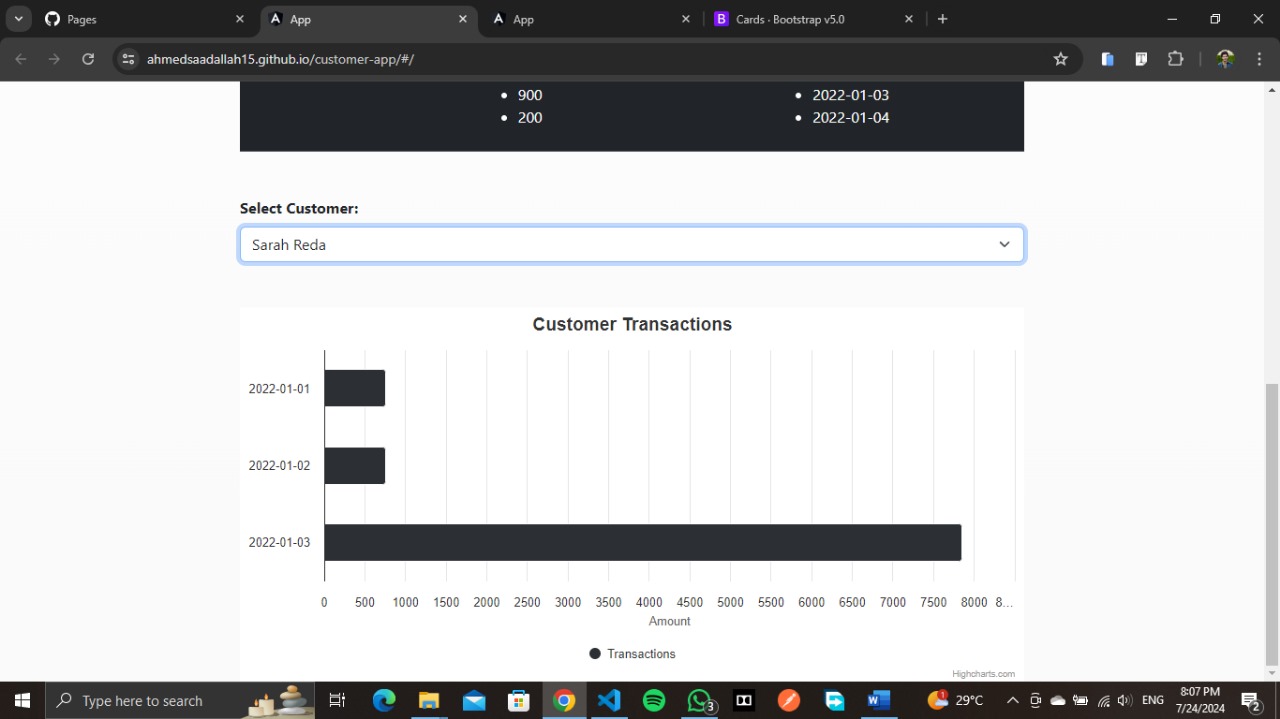 Pages
App
App
B Cards · Bootstrap v5.0
ahmedsaadallah15.github.io/customer-app/#/
900 2022-01-03
200 2022-01-04
Select Customer:
Sarah Reda
Customer Transactions
2022-01-01
2022-01-02
2022-01-03
0 500 1000 1500 2000 2500 3000 3500 4000 4500 5000 5500 6000 6500 7000 7500 8000 8…
Amount
Transactions
Highcharts.com
Type here to search
3
W
1
29°C
ENG
8:07 PM
7/24/2024
2